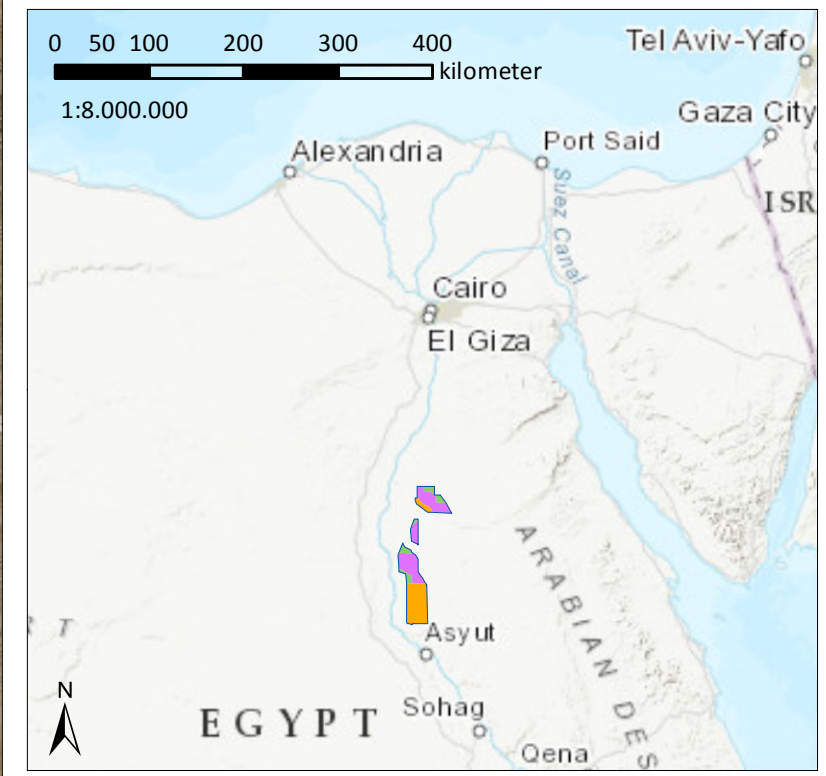 0 50 100 200 300 400
kilometer
1:8.000.000
Tel Aviv-Yafo
Gaza City
Port Said
Alexandria
Suez Canal
ISR
Cairo
El Giza
ARABIAN DES
Asyut
R T
N
EGYPT
Sohag
Qena